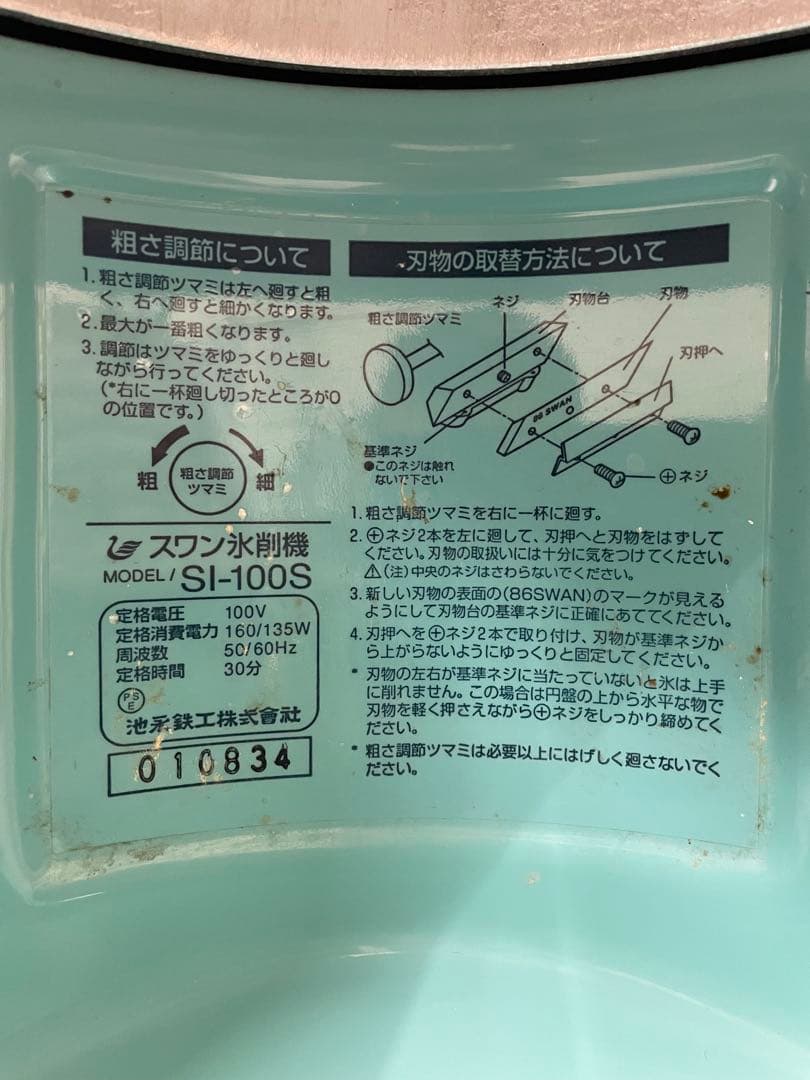 粗さ調節について
1. 粗さ調節ツマミは左へ廻すと粗
く、右へ廻すと細かくなります。
2. 最大が一番粗くなります。
3. 調節はツマミをゆっくりと廻し
ながら行ってください。
(*右に一杯廻し切ったところが0
の位置です。)
粗
粗さ調節
ツマミ
細
スワン氷削機
MODEL/ SI-100S
定格電圧 100V
定格消費電力 160/135W
周波数 50/60Hz
定格時間 30分
PSE
池永鉄工株式會社
010834
刃物の取替方法について
粗さ調節ツマミ
ネジ
刃物台
刃物
刃押ヘ
86 SWAN
基準ネジ
●このネジは触れ
ないで下さい
⊕ネジ
1. 粗さ調節ツマミを右に一杯に廻す。
2. ⊕ネジ2本を左に廻して、刃押ヘと刃物をはずして
ください。刃物の取扱いには十分に気をつけてください。
⚠(注)中央のネジはさわらないでください。
3. 新しい刃物の表面の(86SWAN)のマークが見える
ようにして刃物台の基準ネジに正確にあててください。
4. 刃押ヘを⊕ネジ2本で取り付け、刃物が基準ネジか
ら上がらないようにゆっくりと固定してください。
* 刃物の左右が基準ネジに当たっていないと氷は上手
に削れません。この場合は円盤の上から水平な物で
刃物を軽く押さえながら⊕ネジをしっかり締めてく
ださい。
* 粗さ調節ツマミは必要以上にはげしく廻さないでく
ださい。